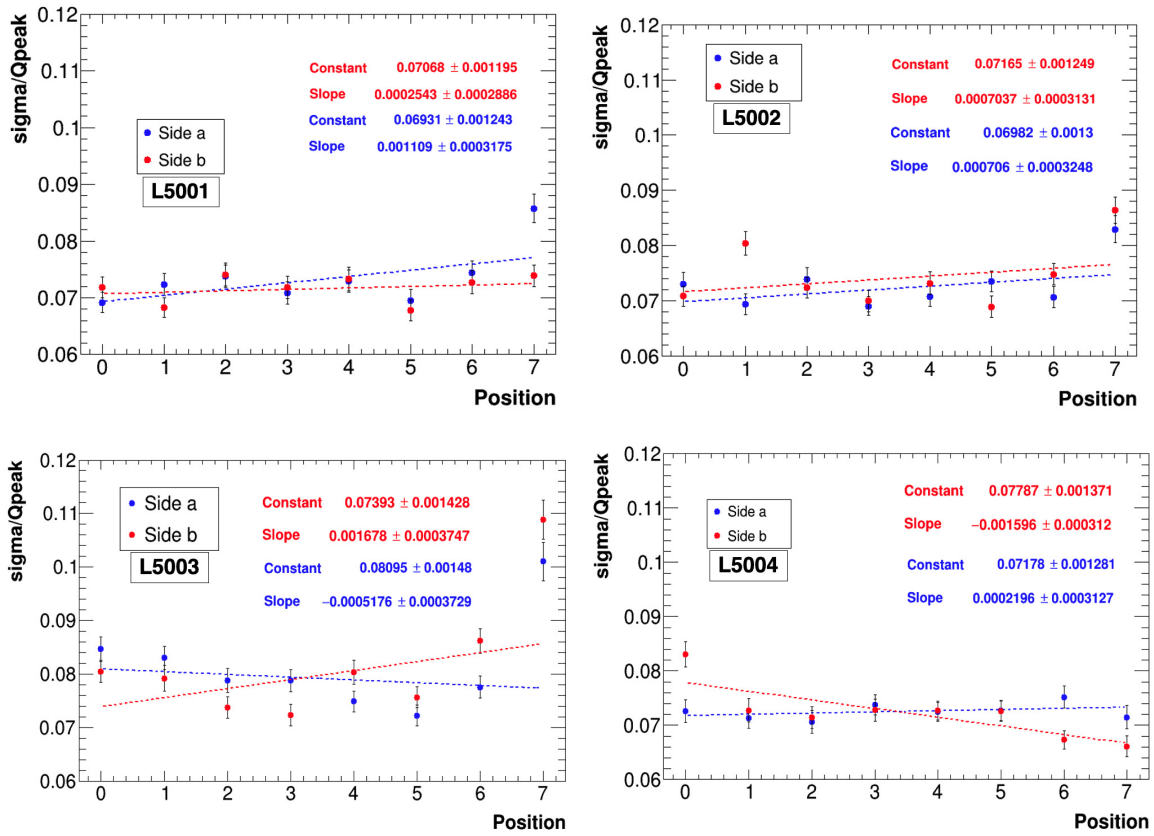 0.12
0.11
0.1
0.09
0.08
0.07
0.06
sigma/Qpeak
Side a
Side b
L5001
Constant 0.07068 ± 0.001195
Slope 0.0002543 ± 0.0002886
Constant 0.06931 ± 0.001243
Slope 0.001109 ± 0.0003175
0 1 2 3 4 5 6 7
Position
0.12
0.11
0.1
0.09
0.08
0.07
0.06
sigma/Qpeak
Side a
Side b
L5002
Constant 0.07165 ± 0.001249
Slope 0.0007037 ± 0.0003131
Constant 0.06982 ± 0.0013
Slope 0.000706 ± 0.0003248
0 1 2 3 4 5 6 7
Position
0.12
0.11
0.1
0.09
0.08
0.07
0.06
sigma/Qpeak
Side a
Side b
L5003
Constant 0.07393 ± 0.001428
Slope 0.001678 ± 0.0003747
Constant 0.08095 ± 0.00148
Slope −0.0005176 ± 0.0003729
0 1 2 3 4 5 6 7
Position
0.12
0.11
0.1
0.09
0.08
0.07
0.06
sigma/Qpeak
Side a
Side b
L5004
Constant 0.07787 ± 0.001371
Slope −0.001596 ± 0.000312
Constant 0.07178 ± 0.001281
Slope 0.0002196 ± 0.0003127
0 1 2 3 4 5 6 7
Position